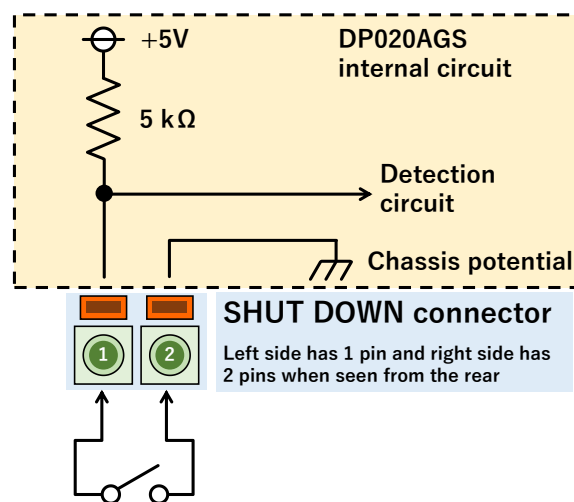 +5V
DP020AGS
internal circuit
5 kΩ
Detection
circuit
Chassis potential
SHUT DOWN connector
1
2
Left side has 1 pin and right side has
2 pins when seen from the rear